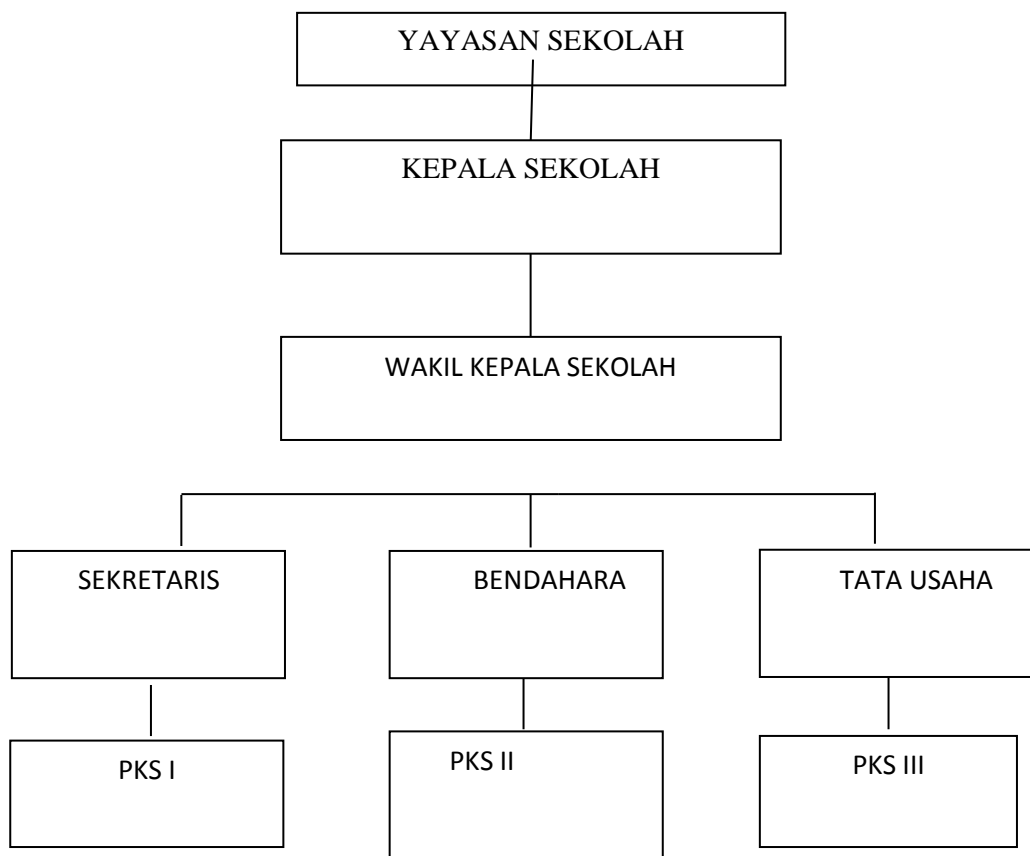 YAYASAN SEKOLAH
KEPALA SEKOLAH
WAKIL KEPALA SEKOLAH
SEKRETARIS
BENDAHARA
TATA USAHA
PKS I
PKS II
PKS III